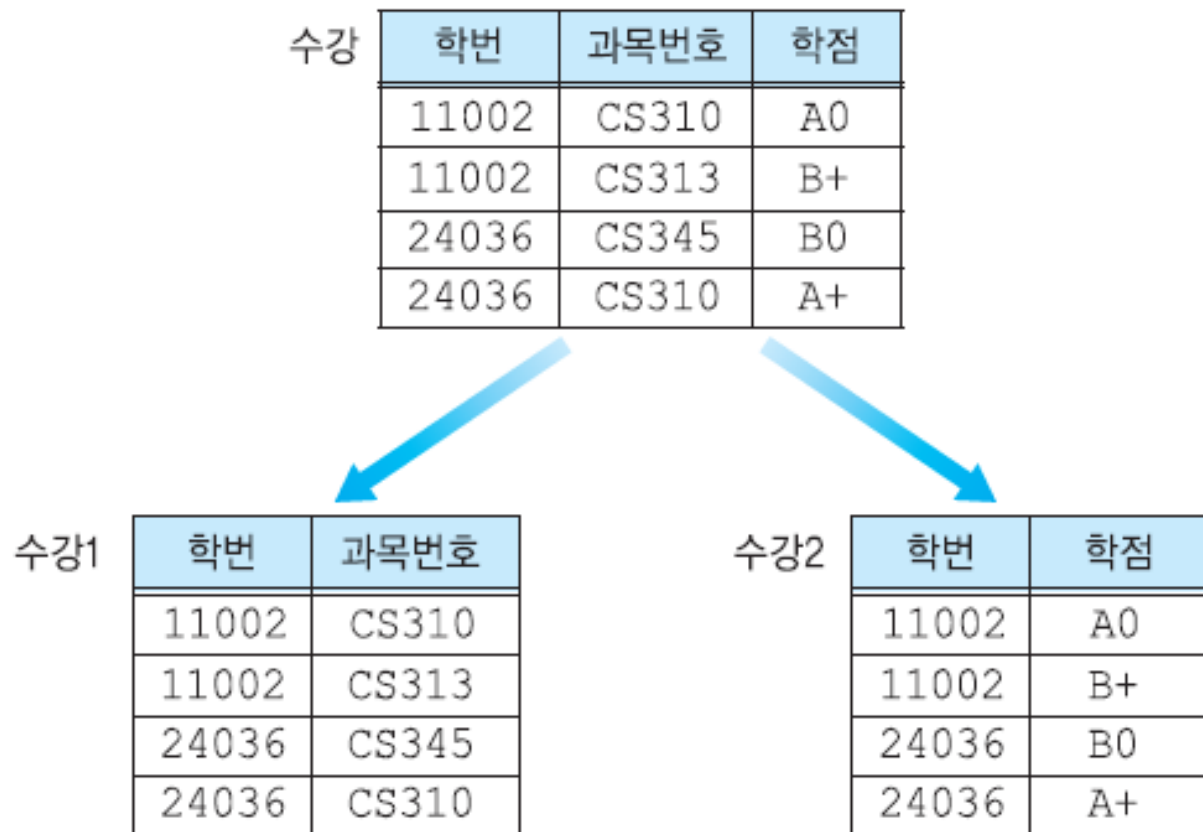 수강 학번 과목번호 학점
11002 CS310 A0
11002 CS313 B+
24036 CS345 B0
24036 CS310 A+
수강1 학번 과목번호
11002 CS310
11002 CS313
24036 CS345
24036 CS310
수강2 학번 학점
11002 A0
11002 B+
24036 B0
24036 A+